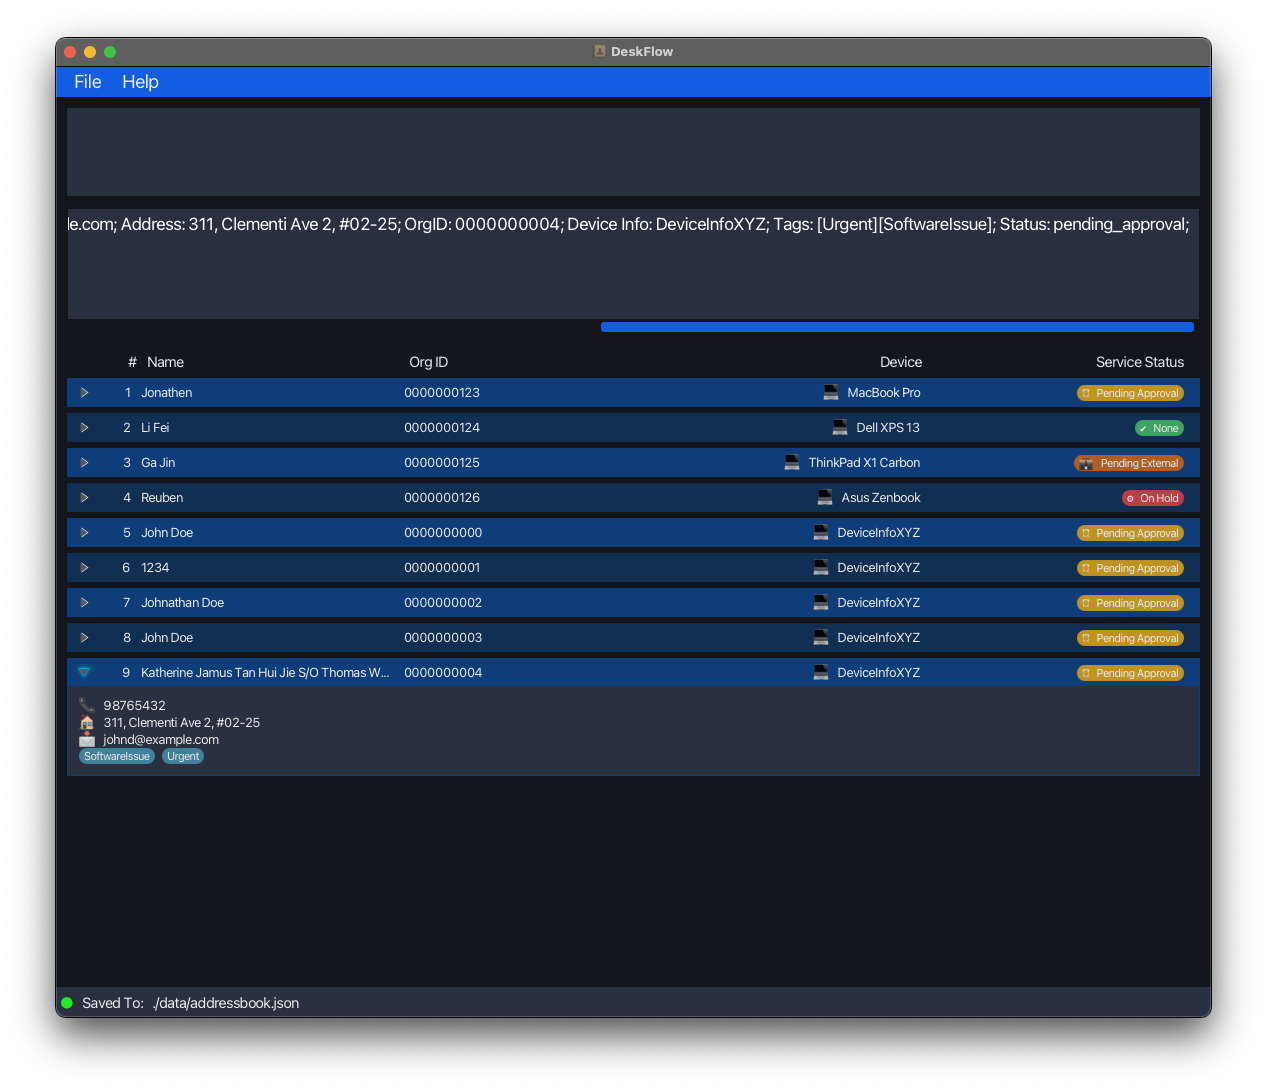 DeskFlow
File Help
le.com; Address: 311, Clementi Ave 2, #02-25; OrgID: 0000000004; Device Info: DeviceInfoXYZ; Tags: [Urgent][SoftwareIssue]; Status: pending_approval;
# Name Org ID Device Service Status
1 Jonathen 0000000123 MacBook Pro Pending Approval
2 Li Fei 0000000124 Dell XPS 13 None
3 Ga Jin 0000000125 ThinkPad X1 Carbon Pending External
4 Reuben 0000000126 Asus Zenbook On Hold
5 John Doe 0000000000 DeviceInfoXYZ Pending Approval
6 1234 0000000001 DeviceInfoXYZ Pending Approval
7 Johnathan Doe 0000000002 DeviceInfoXYZ Pending Approval
8 John Doe 0000000003 DeviceInfoXYZ Pending Approval
9 Katherine Jamus Tan Hui Jie S/O Thomas W... 0000000004 DeviceInfoXYZ Pending Approval
98765432
311, Clementi Ave 2, #02-25
johnd@example.com
SoftwareIssue Urgent
Saved To: ./data/addressbook.json